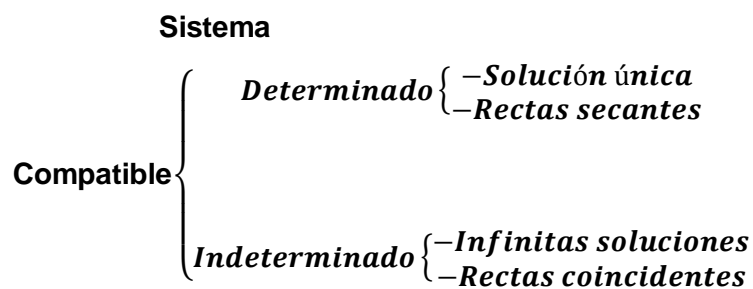 Sistema
Determinado { −Solución única
−Rectas secantes
Compatible
Indeterminado { −Infinitas soluciones
−Rectas coincidentes